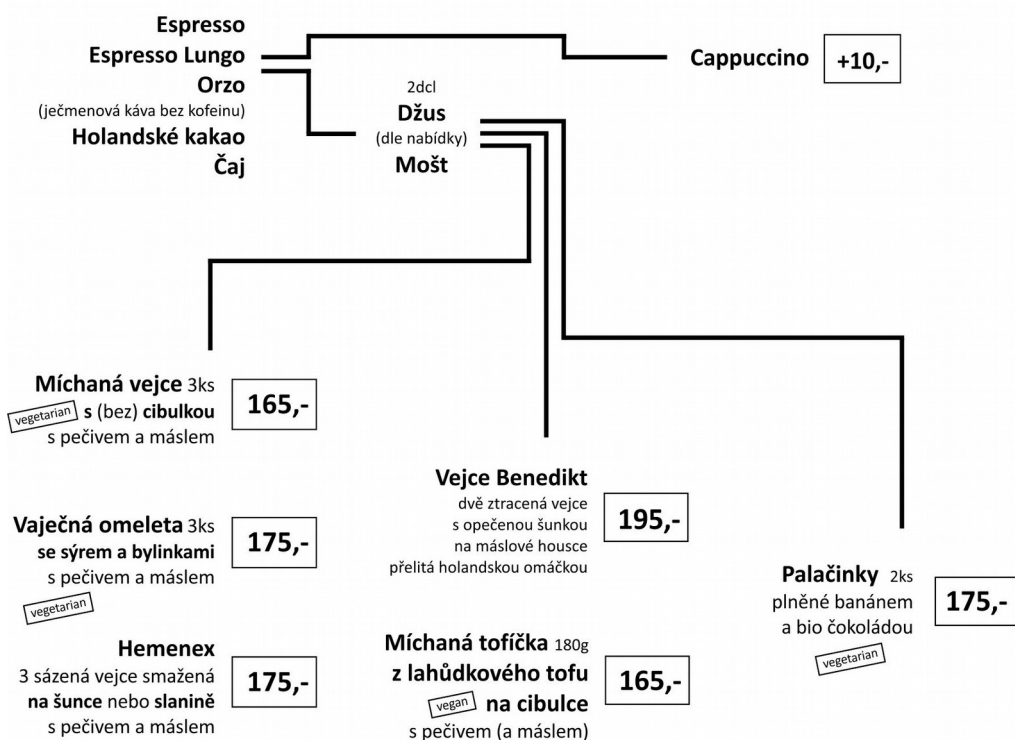 Espresso
Espresso Lungo
Orzo
(ječmenová káva bez kofeinu)
Holandské kakao
Čaj
2dcl
Džus
(dle nabídky)
Mošt
Cappuccino +10,-
Míchaná vejce 3ks
vegetarian s (bez) cibulkou
s pečivem a máslem
165,-
Vaječná omeleta 3ks
se sýrem a bylinkami
s pečivem a máslem
vegetarian
175,-
Hemenex
3 sázená vejce smažená
na šunce nebo slanině
s pečivem a máslem
175,-
Vejce Benedikt
dvě ztracená vejce
s opečenou šunkou
na máslové housce
přelitá holandskou omáčkou
195,-
Míchaná tofíčka 180g
z lahůdkového tofu
vegan na cibulce
s pečivem (a máslem)
165,-
Palačinky 2ks
plněné banánem
a bio čokoládou
vegetarian
175,-